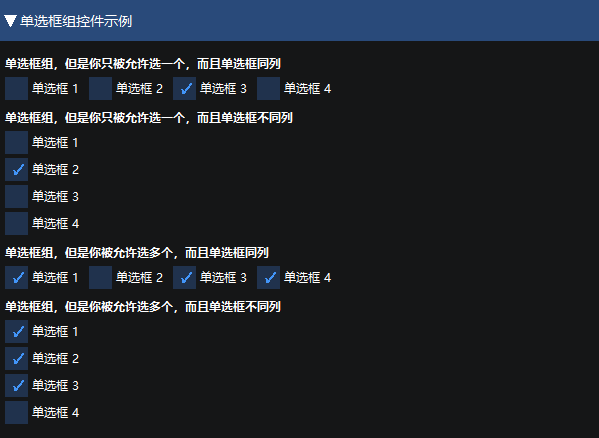 单选框组控件示例
单选框组，但是你只被允许选一个，而且单选框同列
单选框 1 单选框 2 单选框 3 单选框 4
单选框组，但是你只被允许选一个，而且单选框不同列
单选框 1
单选框 2
单选框 3
单选框 4
单选框组，但是你被允许选多个，而且单选框同列
单选框 1 单选框 2 单选框 3 单选框 4
单选框组，但是你被允许选多个，而且单选框不同列
单选框 1
单选框 2
单选框 3
单选框 4